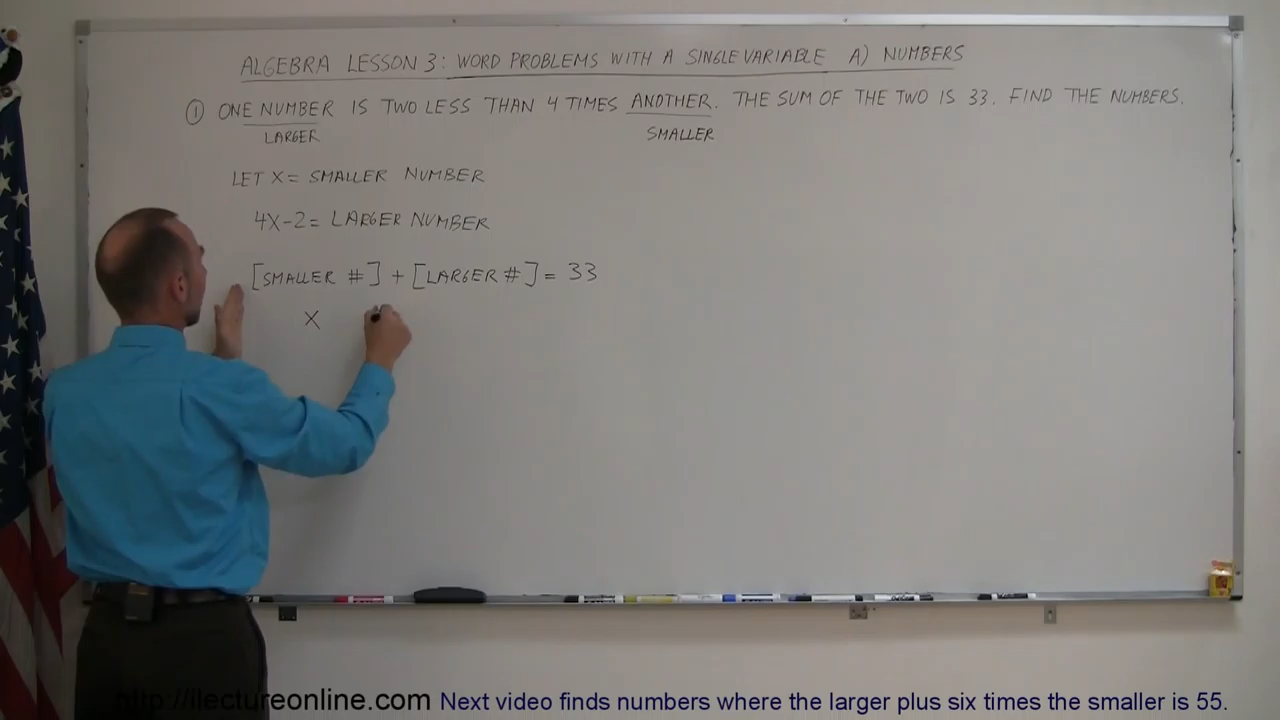 ALGEBRA LESSON 3: WORD PROBLEMS WITH A SINGLE VARIABLE A) NUMBERS
① ONE NUMBER IS TWO LESS THAN 4 TIMES ANOTHER. THE SUM OF THE TWO IS 33. FIND THE NUMBERS.
LARGER SMALLER
LET X = SMALLER NUMBER
4X-2 = LARGER NUMBER
[SMALLER #] + [LARGER #] = 33
X
http://ilectureonline.com Next video finds numbers where the larger plus six times the smaller is 55.